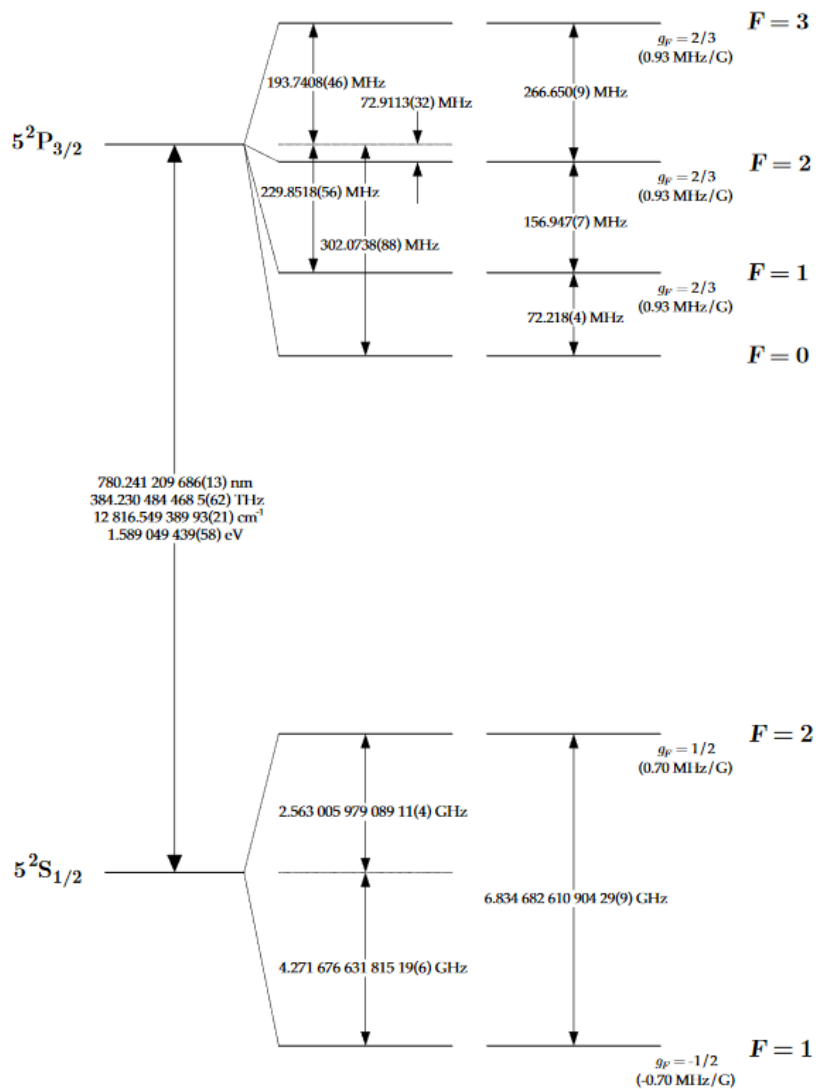 F = 3
g_F = 2/3
(0.93 MHz/G)
193.7408(46) MHz
72.9113(32) MHz
266.650(9) MHz
5²P₃/₂
F = 2
g_F = 2/3
(0.93 MHz/G)
229.8518(56) MHz
302.0738(88) MHz
156.947(7) MHz
F = 1
g_F = 2/3
(0.93 MHz/G)
72.218(4) MHz
F = 0
780.241 209 686(13) nm
384.230 484 468 5(62) THz
12 816.549 389 93(21) cm⁻¹
1.589 049 439(58) eV
F = 2
g_F = 1/2
(0.70 MHz/G)
2.563 005 979 089 11(4) GHz
5²S₁/₂
6.834 682 610 904 29(9) GHz
4.271 676 631 815 19(6) GHz
F = 1
g_F = -1/2
(-0.70 MHz/G)